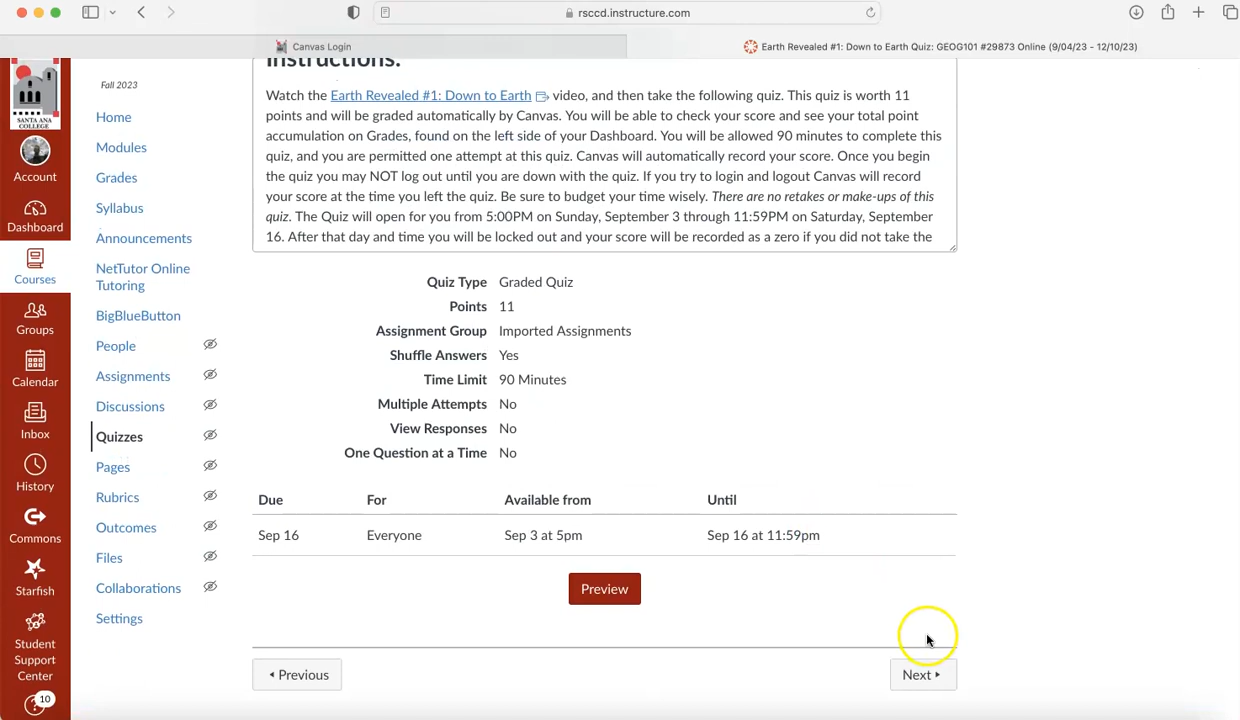 rsccd.instructure.com
Canvas Login
Earth Revealed #1: Down to Earth Quiz: GEOG101 #29873 Online (9/04/23 - 12/10/23)
SANTA ANA
COLLEGE
Account
Dashboard
Courses
Groups
Calendar
Inbox
History
Commons
Starfish
Student
Support
Center
10
Fall 2023
Home
Modules
Grades
Syllabus
Announcements
NetTutor Online
Tutoring
BigBlueButton
People
Assignments
Discussions
Quizzes
Pages
Rubrics
Outcomes
Files
Collaborations
Settings
Instructions:
Watch the Earth Revealed #1: Down to Earth video, and then take the following quiz. This quiz is worth 11
points and will be graded automatically by Canvas. You will be able to check your score and see your total point
accumulation on Grades, found on the left side of your Dashboard. You will be allowed 90 minutes to complete this
quiz, and you are permitted one attempt at this quiz. Canvas will automatically record your score. Once you begin
the quiz you may NOT log out until you are down with the quiz. If you try to login and logout Canvas will record
your score at the time you left the quiz. Be sure to budget your time wisely. There are no retakes or make-ups of this
quiz. The Quiz will open for you from 5:00PM on Sunday, September 3 through 11:59PM on Saturday, September
16. After that day and time you will be locked out and your score will be recorded as a zero if you did not take the
Quiz Type Graded Quiz
Points 11
Assignment Group Imported Assignments
Shuffle Answers Yes
Time Limit 90 Minutes
Multiple Attempts No
View Responses No
One Question at a Time No
Due For Available from Until
Sep 16 Everyone Sep 3 at 5pm Sep 16 at 11:59pm
Preview
Previous
Next